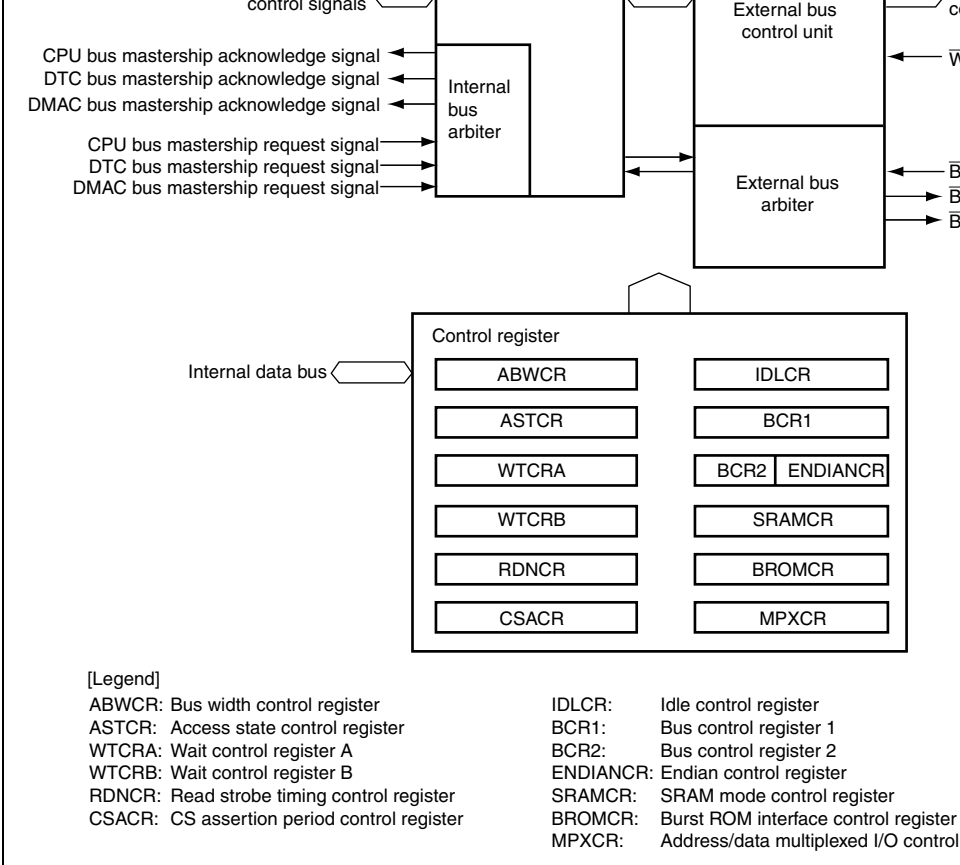 control signals
External bus
control unit
CPU bus mastership acknowledge signal
DTC bus mastership acknowledge signal
DMAC bus mastership acknowledge signal
Internal
bus
arbiter
CPU bus mastership request signal
DTC bus mastership request signal
DMAC bus mastership request signal
External bus
arbiter
Control register
Internal data bus
ABWCR
IDLCR
ASTCR
BCR1
WTCRA
BCR2
ENDIANCR
WTCRB
SRAMCR
RDNCR
BROMCR
CSACR
MPXCR
[Legend]
ABWCR: Bus width control register
ASTCR: Access state control register
WTCRA: Wait control register A
WTCRB: Wait control register B
RDNCR: Read strobe timing control register
CSACR: CS assertion period control register
IDLCR: Idle control register
BCR1: Bus control register 1
BCR2: Bus control register 2
ENDIANCR: Endian control register
SRAMCR: SRAM mode control register
BROMCR: Burst ROM interface control register
MPXCR: Address/data multiplexed I/O control